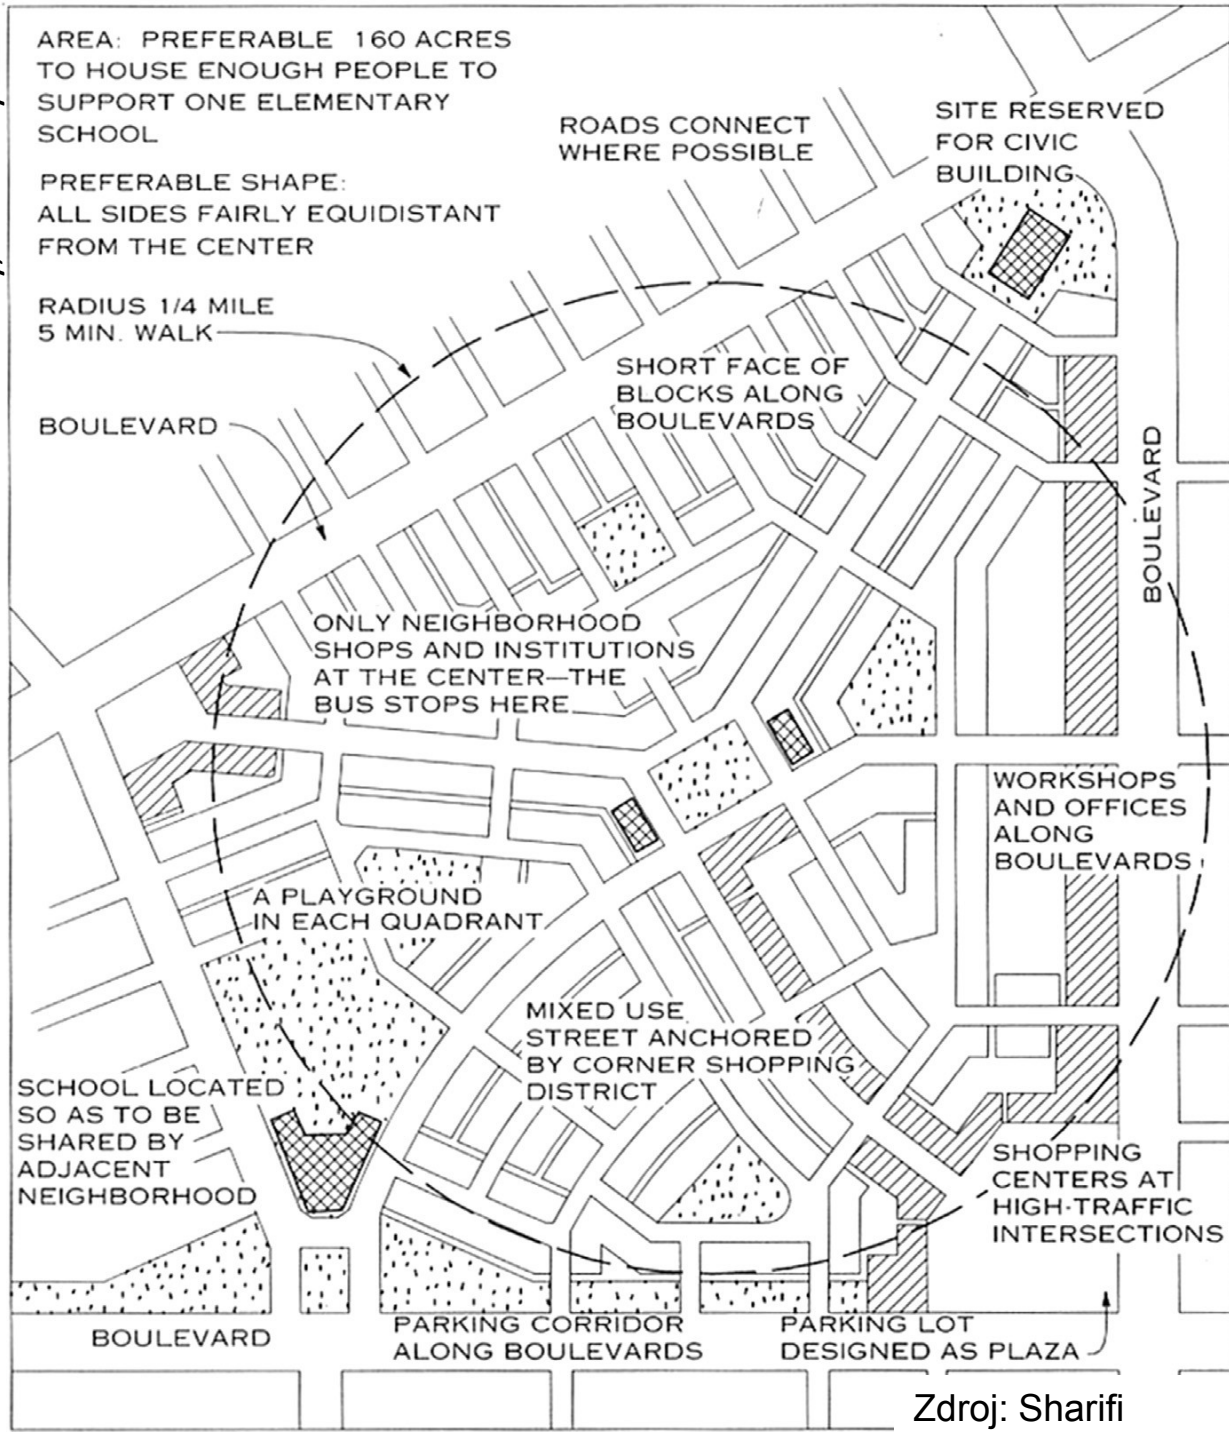 AREA: PREFERABLE 160 ACRES
TO HOUSE ENOUGH PEOPLE TO
SUPPORT ONE ELEMENTARY
SCHOOL
PREFERABLE SHAPE:
ALL SIDES FAIRLY EQUIDISTANT
FROM THE CENTER
RADIUS 1/4 MILE
5 MIN. WALK
BOULEVARD
ROADS CONNECT
WHERE POSSIBLE
SITE RESERVED
FOR CIVIC
BUILDING
SHORT FACE OF
BLOCKS ALONG
BOULEVARDS
BOULEVARD
ONLY NEIGHBORHOOD
SHOPS AND INSTITUTIONS
AT THE CENTER—THE
BUS STOPS HERE
WORKSHOPS
AND OFFICES
ALONG
BOULEVARDS
A PLAYGROUND
IN EACH QUADRANT
MIXED USE
STREET ANCHORED
BY CORNER SHOPPING
DISTRICT
SCHOOL LOCATED
SO AS TO BE
SHARED BY
ADJACENT
NEIGHBORHOOD
SHOPPING
CENTERS AT
HIGH-TRAFFIC
INTERSECTIONS
BOULEVARD
PARKING CORRIDOR
ALONG BOULEVARDS
PARKING LOT
DESIGNED AS PLAZA
Zdroj: Sharifi